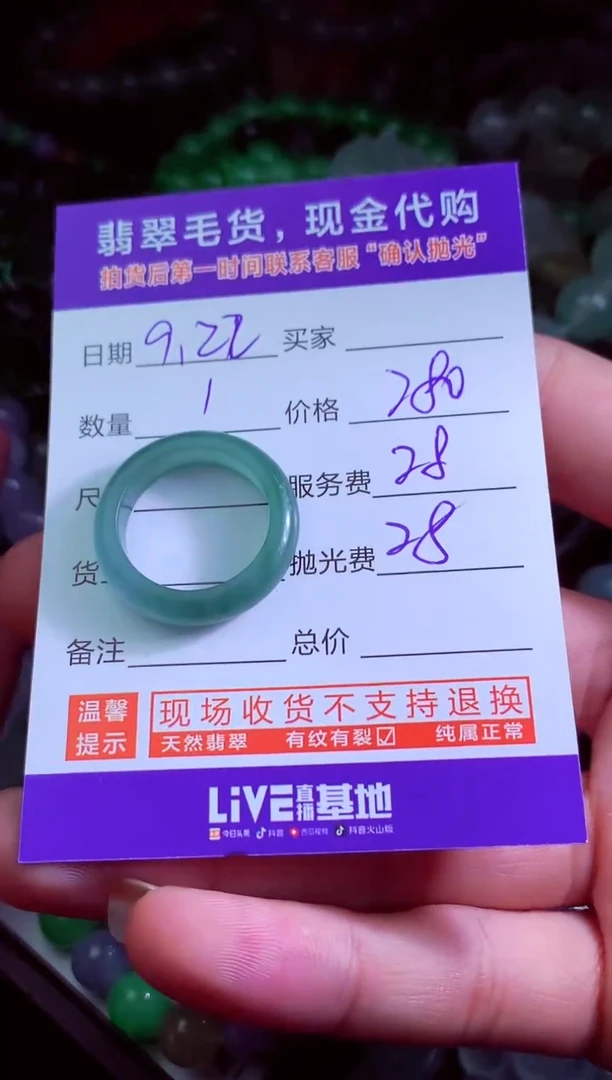 翡翠毛货，现金代购
拍货后第一时间联系客服“确认抛光”
日期 9.22 买家
数量 1 价格 280
尺 服务费 28
货 抛光费 28
备注 总价
温馨提示
现场收货不支持退换
天然翡翠 有纹有裂☑ 纯属正常
LiVE直播基地
今日头条 抖音 西瓜视频 抖音火山版